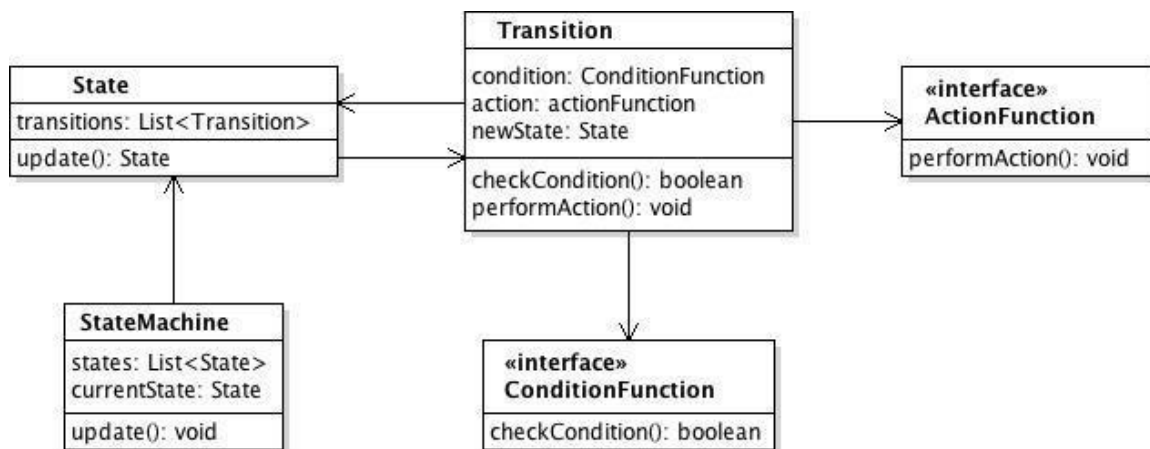 State
transitions: List<Transition>
update(): State
Transition
condition: ConditionFunction
action: actionFunction
newState: State
checkCondition(): boolean
performAction(): void
«interface»
ActionFunction
performAction(): void
StateMachine
states: List<State>
currentState: State
update(): void
«interface»
ConditionFunction
checkCondition(): boolean